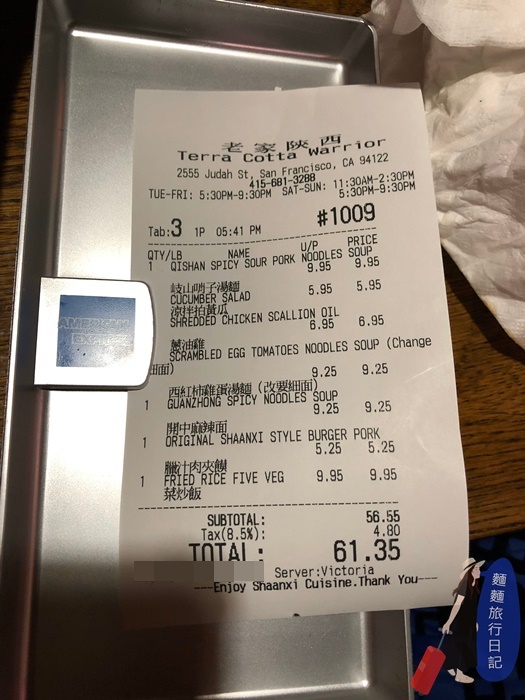 老家陝西
Terra Cotta Warrior
2555 Judah St, San Francisco, CA 94122
415-681-3288
TUE-FRI: 5:30PM-9:30PM SAT-SUN: 11:30AM-2:30PM
5:30PM-9:30PM
Tab:3 1P 05:41 PM #1009
QTY/LB NAME U/P PRICE
1 QISHAN SPICY SOUR PORK NOODLES SOUP
9.95 9.95
岐山哨子湯麵
CUCUMBER SALAD 5.95 5.95
涼拌拍黃瓜
SHREDDED CHICKEN SCALLION OIL
6.95 6.95
蔥油雞
SCRAMBLED EGG TOMATOES NOODLES SOUP (Change
細面)
9.25 9.25
西紅柿雞蛋湯麵 (改要細面)
1 GUANZHONG SPICY NOODLES SOUP
9.25 9.25
關中麻辣面
1 ORIGINAL SHAANXI STYLE BURGER PORK
5.25 5.25
臘汁肉夾饃
1 FRIED RICE FIVE VEG 9.95 9.95
菜炒飯
SUBTOTAL: 56.55
Tax(8.5%): 4.80
TOTAL: 61.35
Server:Victoria
---Enjoy Shaanxi Cuisine.Thank You---
AMERICAN
EXPRESS
麵麵旅行日記